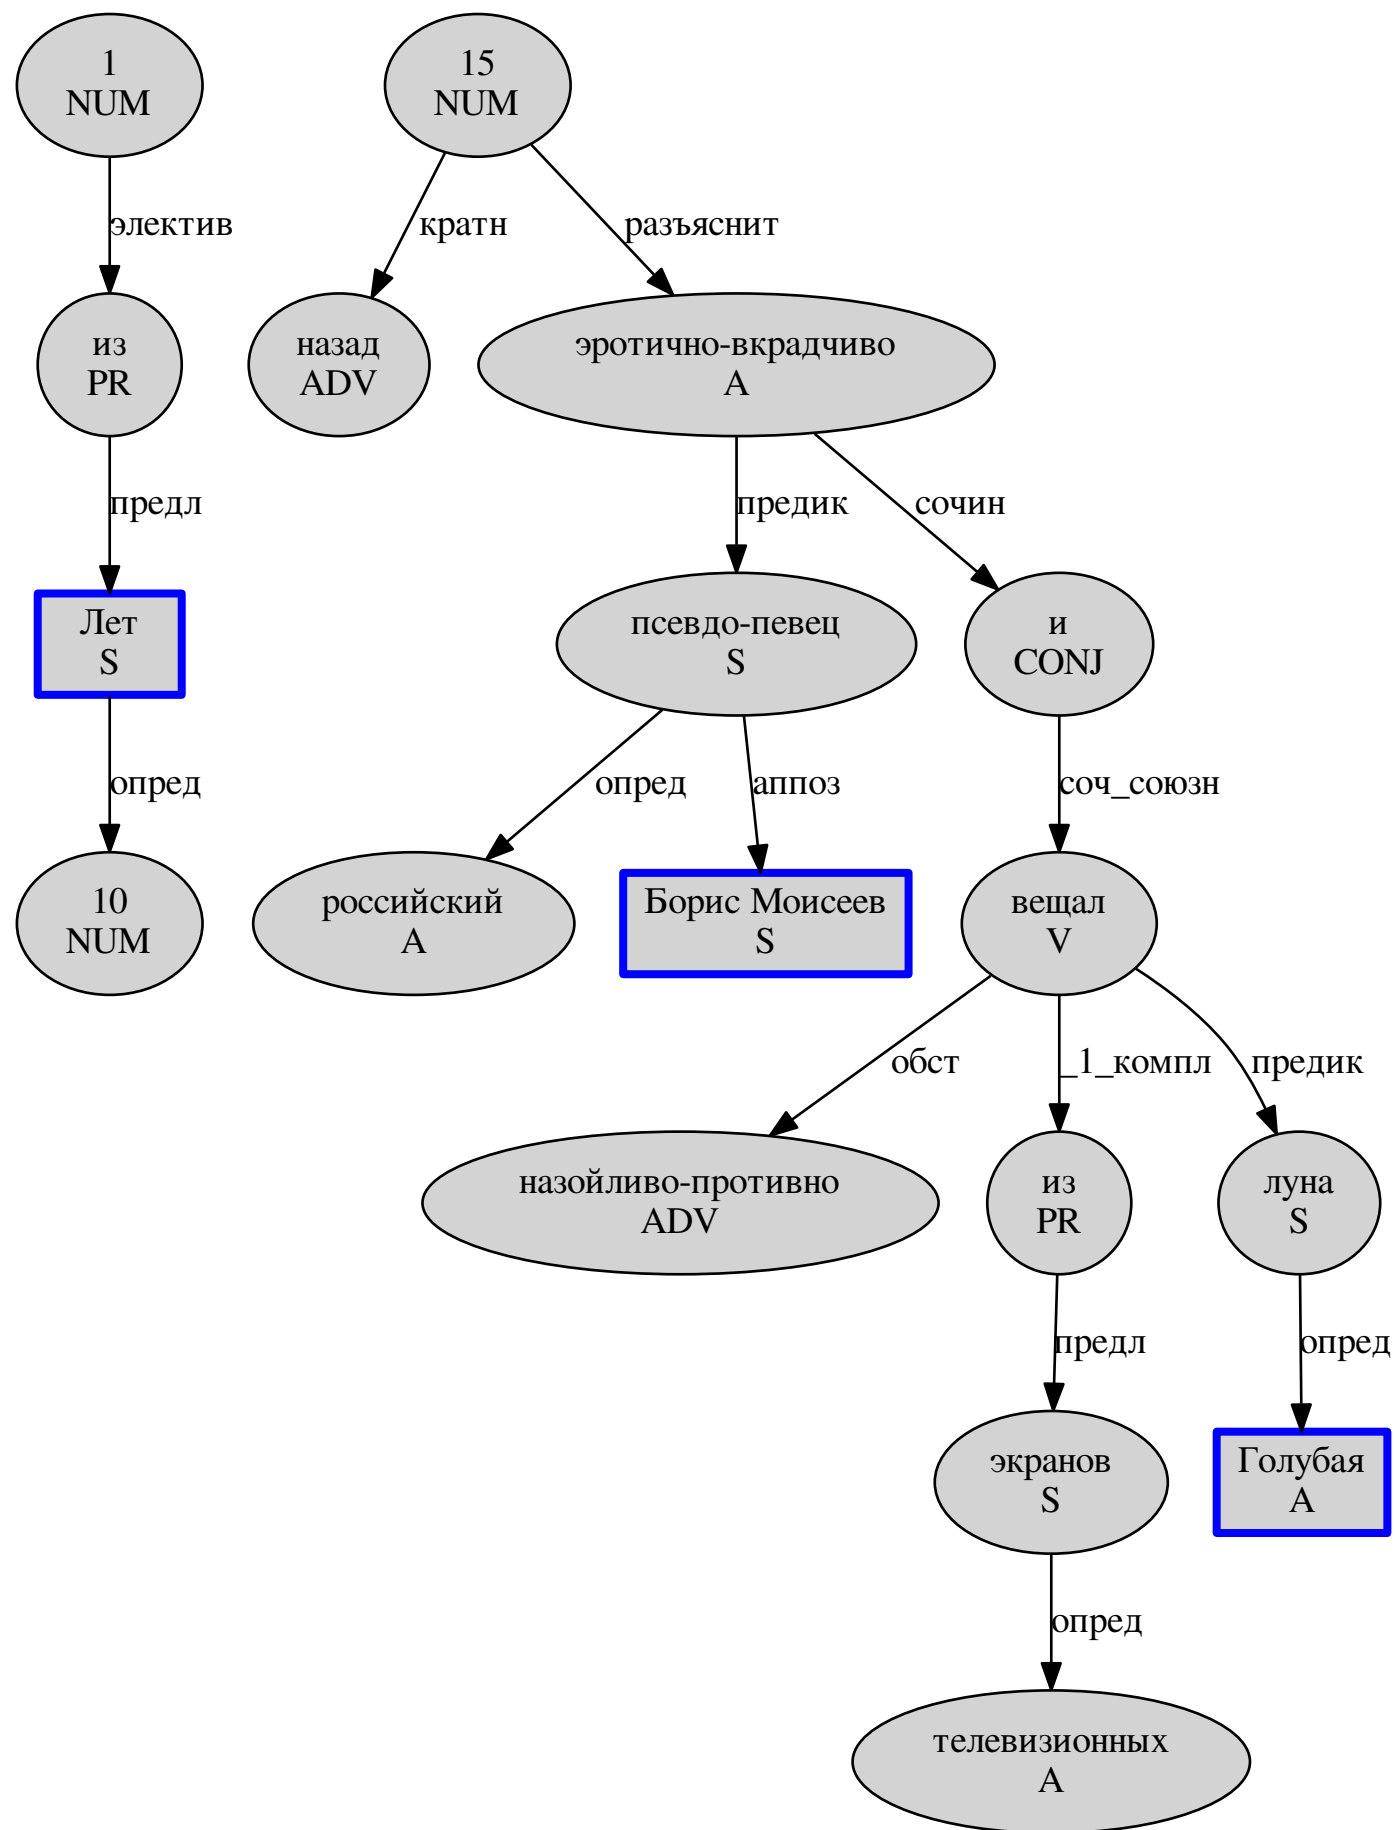 1
NUM
15
NUM
электив
кратн
разъяснит
из
PR
назад
ADV
эротично-вкрадчиво
A
предл
предик
сочин
Лет
S
псевдо-певец
S
и
CONJ
опред
опред
аппоз
соч_союзн
10
NUM
российский
A
Борис Моисеев
S
вещал
V
обст
_1_компл
предик
назойливо-противно
ADV
из
PR
луна
S
предл
опред
экранов
S
Голубая
A
опред
телевизионных
A